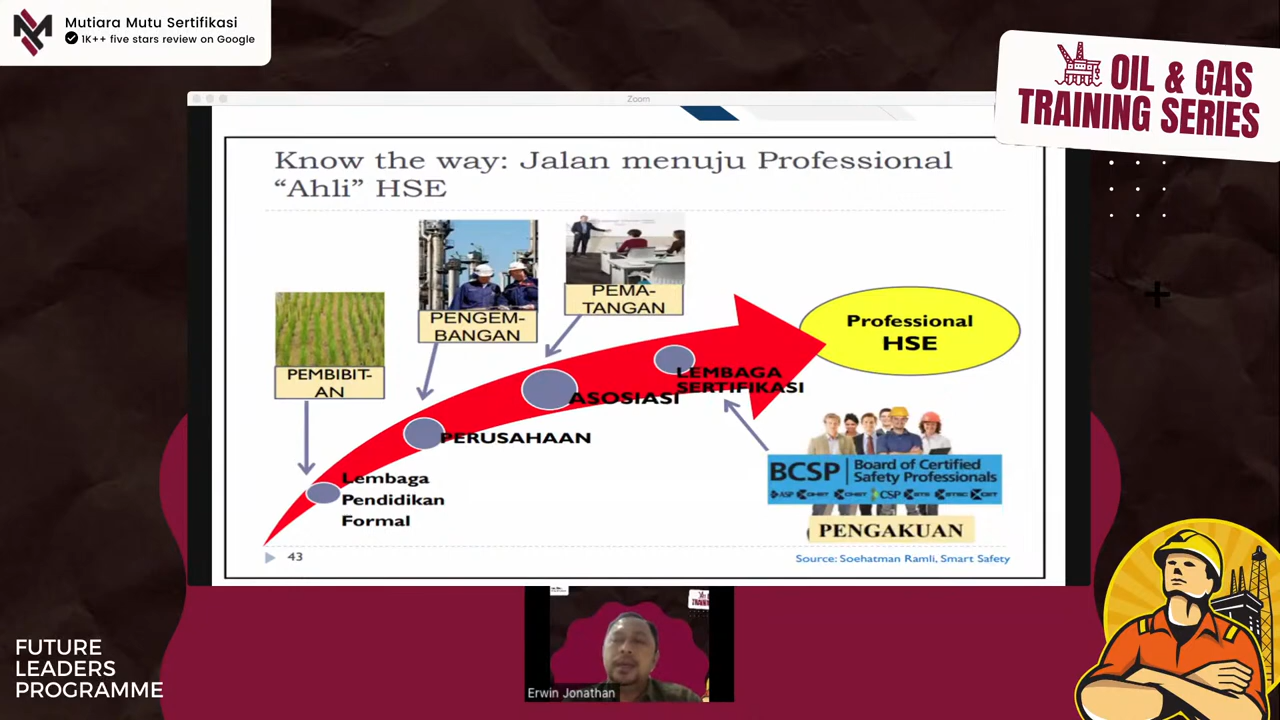 Mutiara Mutu Sertifikasi
1K++ five stars review on Google
OIL & GAS
TRAINING SERIES
Zoom
Know the way: Jalan menuju Professional
“Ahli” HSE
PEMBIBIT-
AN
PENGEM-
BANGAN
PEMA-
TANGAN
Professional
HSE
LEMBAGA
SERTIFIKASI
ASOSIASI
PERUSAHAAN
Lembaga
Pendidikan
Formal
BCSP
Board of Certified
Safety Professionals
ASP
CSP
(PENGAKUAN
43
Source: Soehatman Ramli, Smart Safety
Erwin Jonathan
FUTURE
LEADERS
PROGRAMME